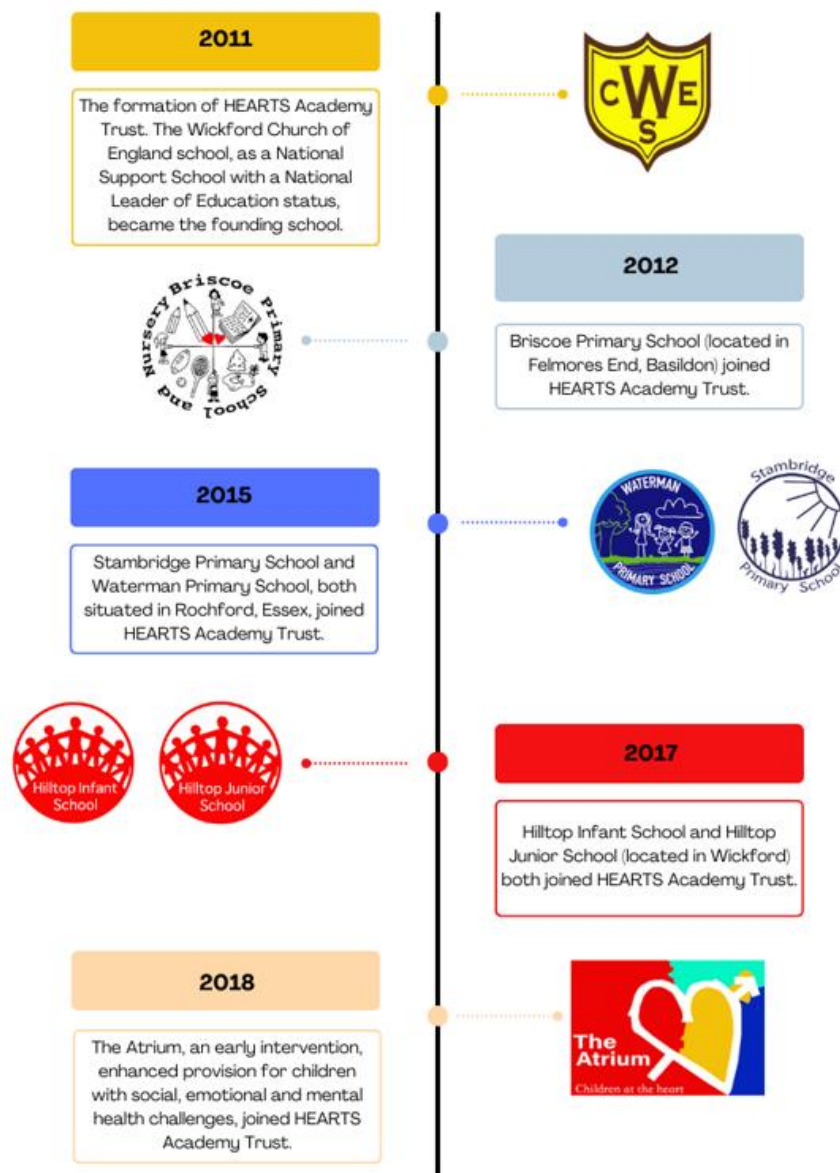 2011
The formation of HEARTS Academy
Trust. The Wickford Church of
England school, as a National
Support School with a National
Leader of Education status,
became the founding school.
C W E
S
2012
Briscoe Primary School (located in
Felmores End, Basildon) joined
HEARTS Academy Trust.
Briscoe Primary School and Nursery
2015
Stambridge Primary School and
Waterman Primary School, both
situated in Rochford, Essex, joined
HEARTS Academy Trust.
WATERMAN
PRIMARY SCHOOL
Stambridge
Primary School
2017
Hilltop Infant School and Hilltop
Junior School (located in Wickford)
both joined HEARTS Academy Trust.
Hilltop Infant
School
Hilltop Junior
School
2018
The Atrium, an early intervention,
enhanced provision for children
with social, emotional and mental
health challenges, joined HEARTS
Academy Trust.
The
Atrium
Children at the heart